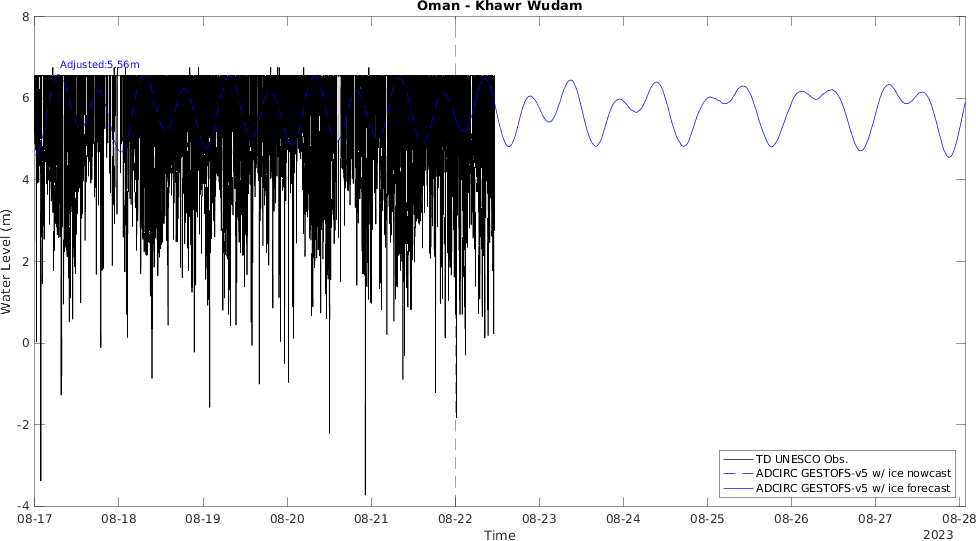 Oman - Khawr Wudam
8
6
4
2
0
-2
-4
Water Level (m)
Adjusted:5.56m
TD UNESCO Obs.
ADCIRC GESTOFS-v5 w/ ice nowcast
ADCIRC GESTOFS-v5 w/ ice forecast
08-17 08-18 08-19 08-20 08-21 08-22 08-23 08-24 08-25 08-26 08-27 08-28
Time
2023